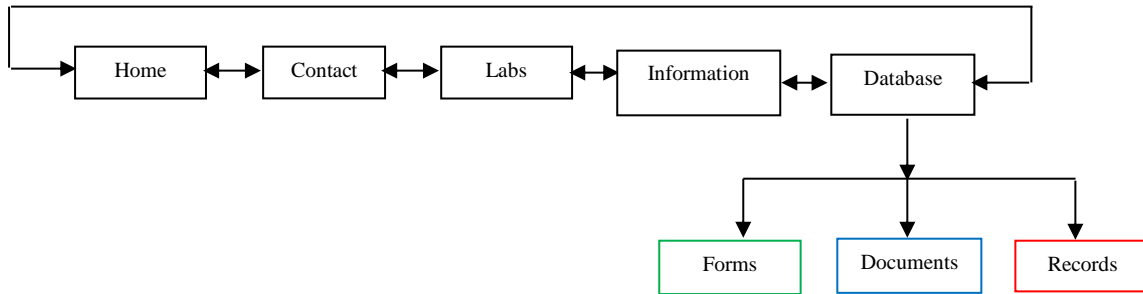 Home
Contact
Labs
Information
Database
Forms
Documents
Records